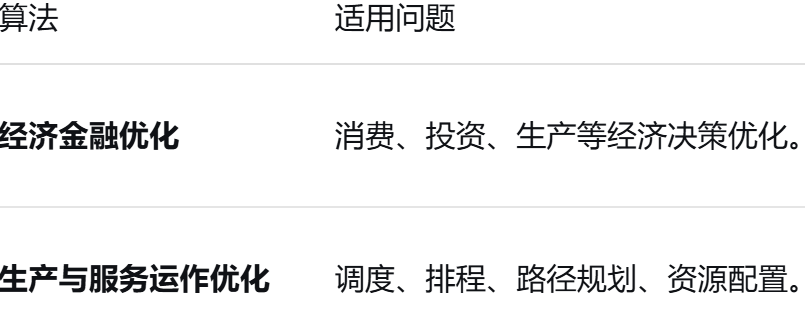 算法 适用问题
经济金融优化 消费、投资、生产等经济决策优化。
生产与服务运作优化 调度、排程、路径规划、资源配置。